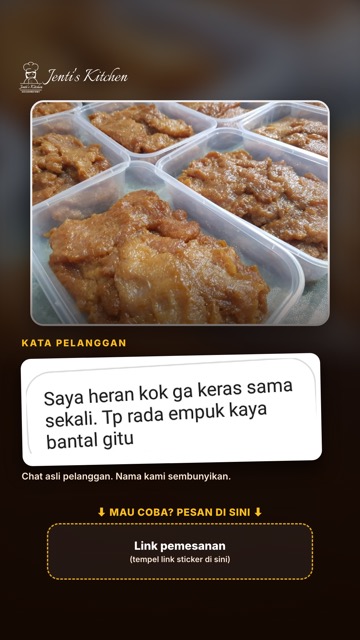 Jenti's Kitchen
KATA PELANGGAN
Saya heran kok ga keras sama
sekali. Tp rada empuk kaya
bantal gitu
Chat asli pelanggan. Nama kami sembunyikan.
⬇ MAU COBA? PESAN DI SINI ⬇
Link pemesanan
(tempel link sticker di sini)